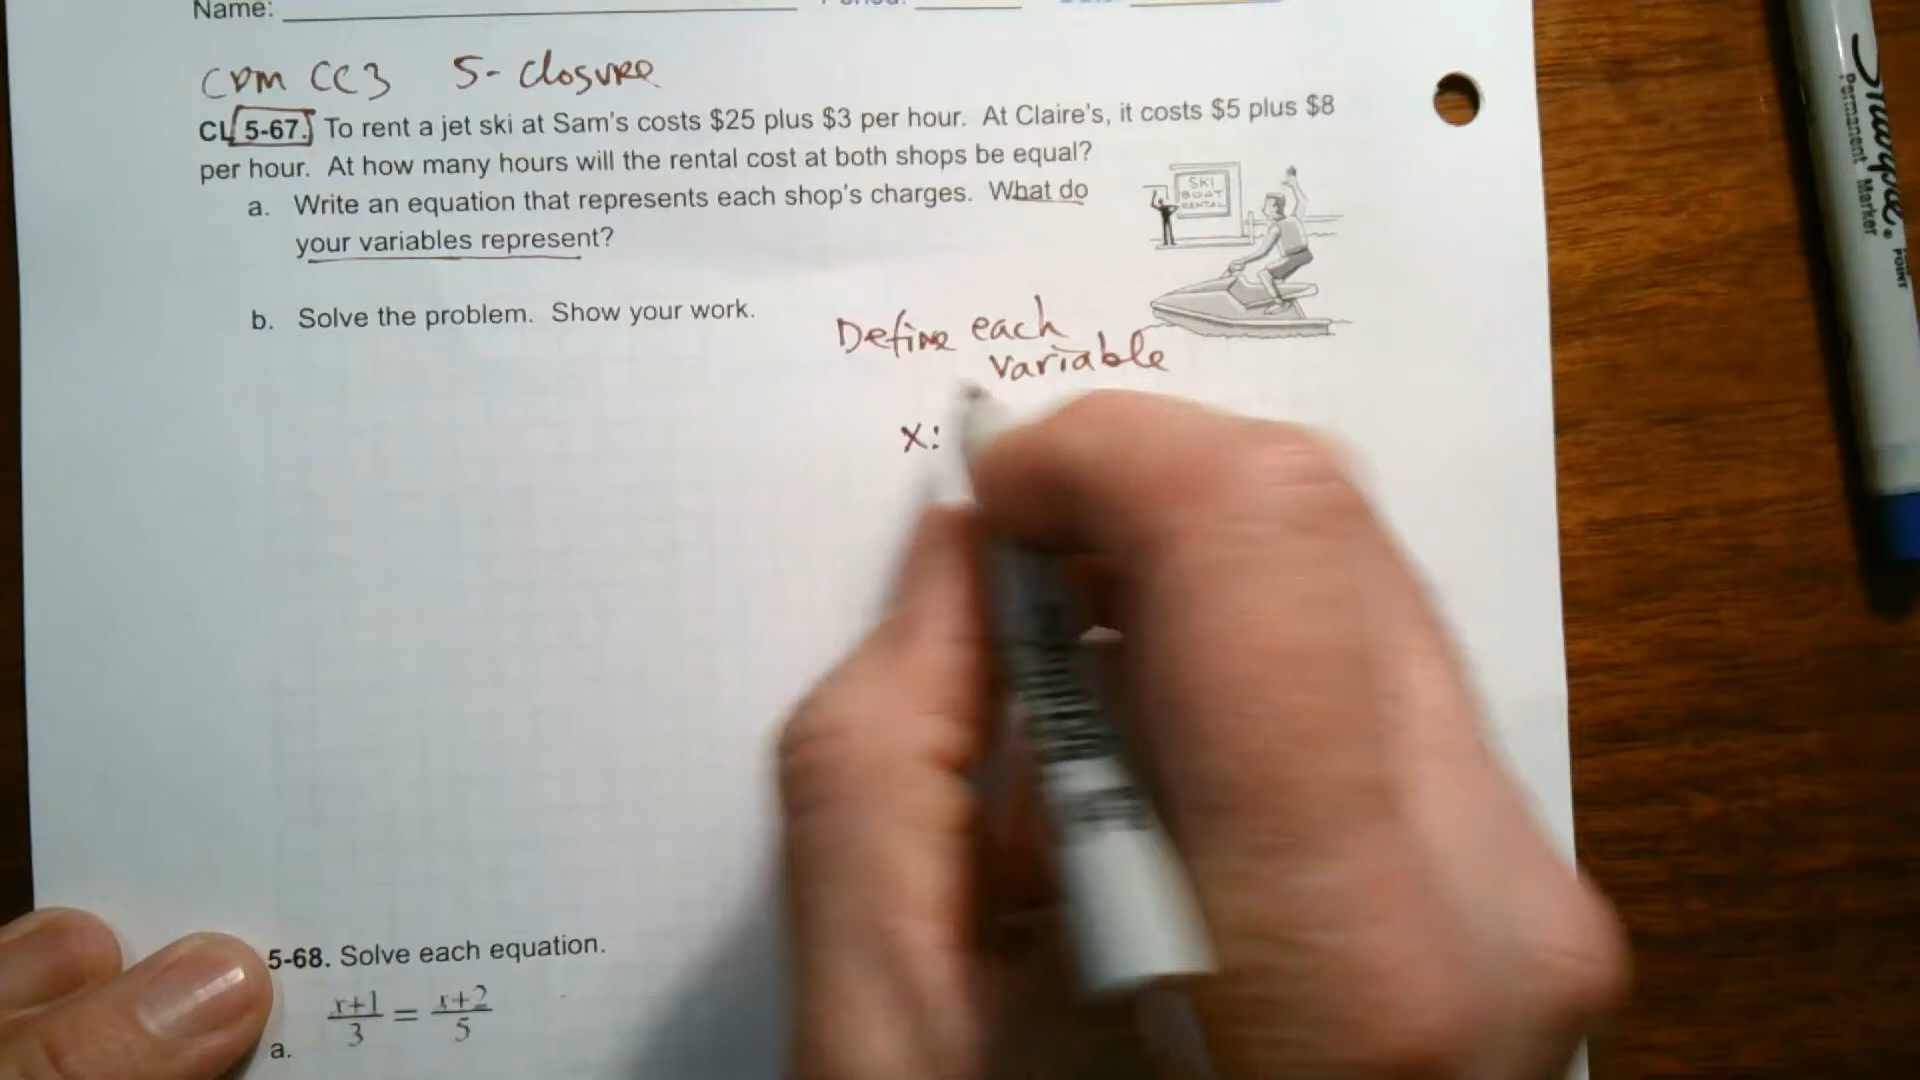 Name:
CPM CC3 5-closure
CL 5-67. To rent a jet ski at Sam's costs $25 plus $3 per hour. At Claire's, it costs $5 plus $8
per hour. At how many hours will the rental cost at both shops be equal?
a. Write an equation that represents each shop's charges. What do
your variables represent?
SKI
BOAT
RENTAL
b. Solve the problem. Show your work.
Define each
variable
x:
5-68. Solve each equation.
a. x+1/3 = x+2/5
Sharpie.
Permanent Marker
POINT